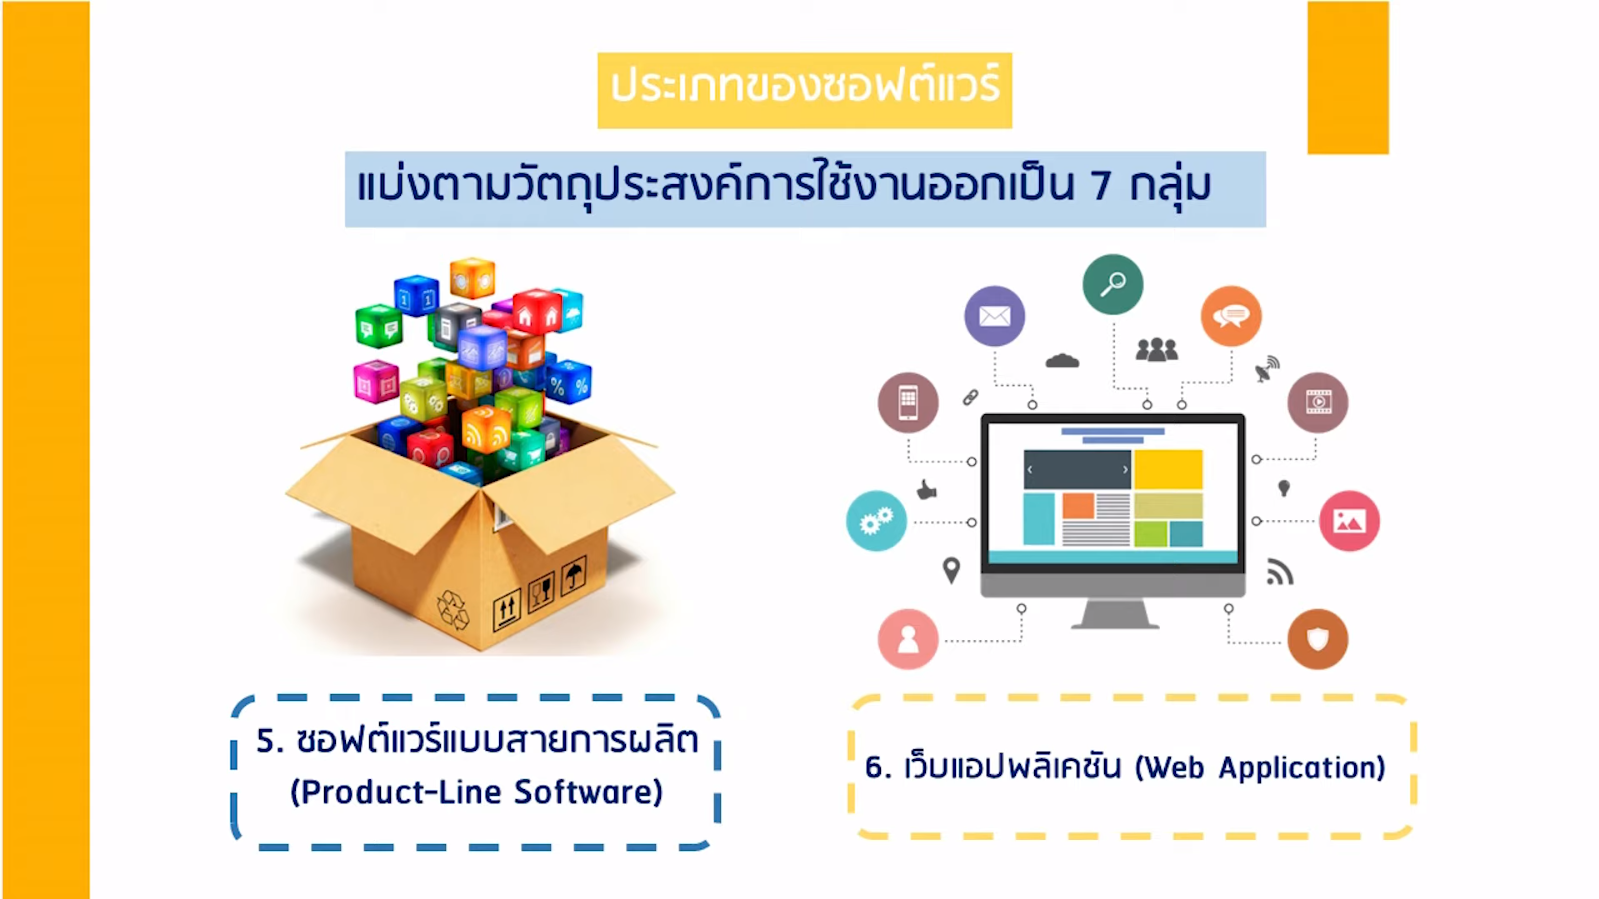 ประเภทของซอฟต์แวร์
แบ่งตามวัตถุประสงค์การใช้งานออกเป็น 7 กลุ่ม
5. ซอฟต์แวร์แบบสายการผลิต
(Product-Line Software)
6. เว็บแอปพลิเคชัน (Web Application)